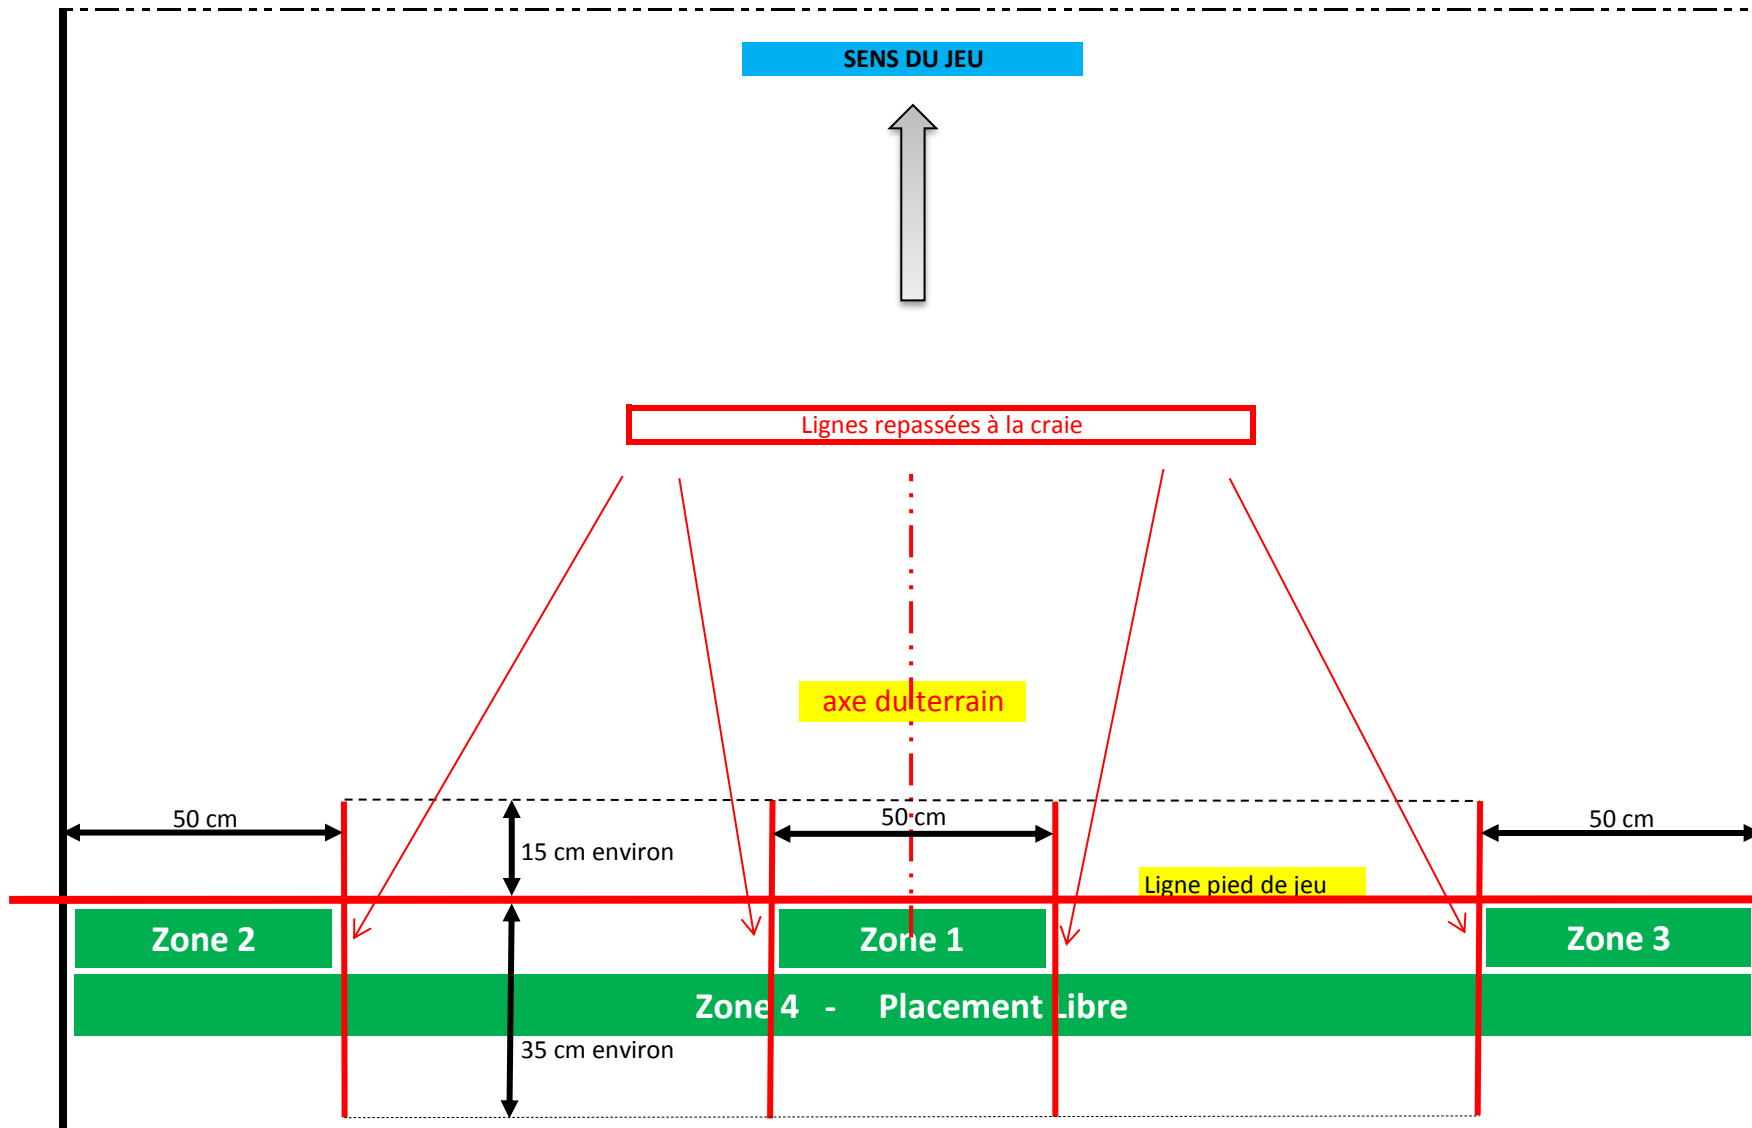 SENS DU JEU
Lignes repassées à la craie
axe du terrain
50 cm
50 cm
50 cm
15 cm environ
Ligne pied de jeu
Zone 2
Zone 1
Zone 3
Zone 4 - Placement Libre
35 cm environ